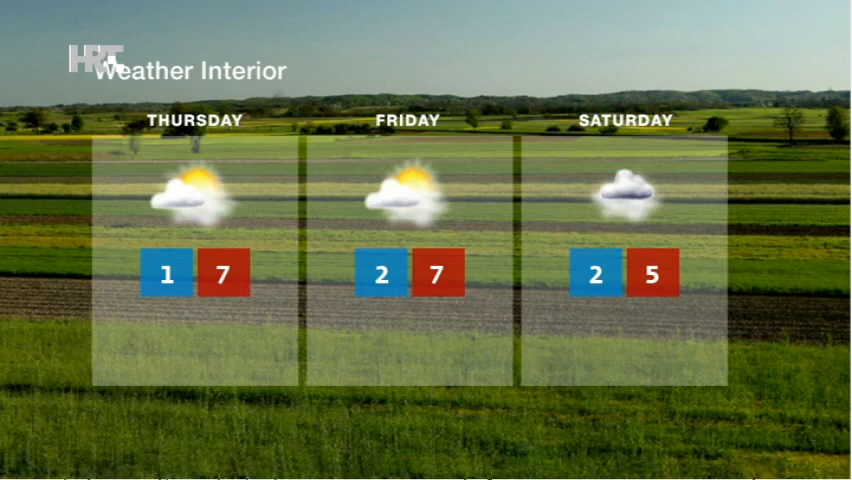 HRT
Weather Interior
THURSDAY FRIDAY SATURDAY
1 7 2 7 2 5